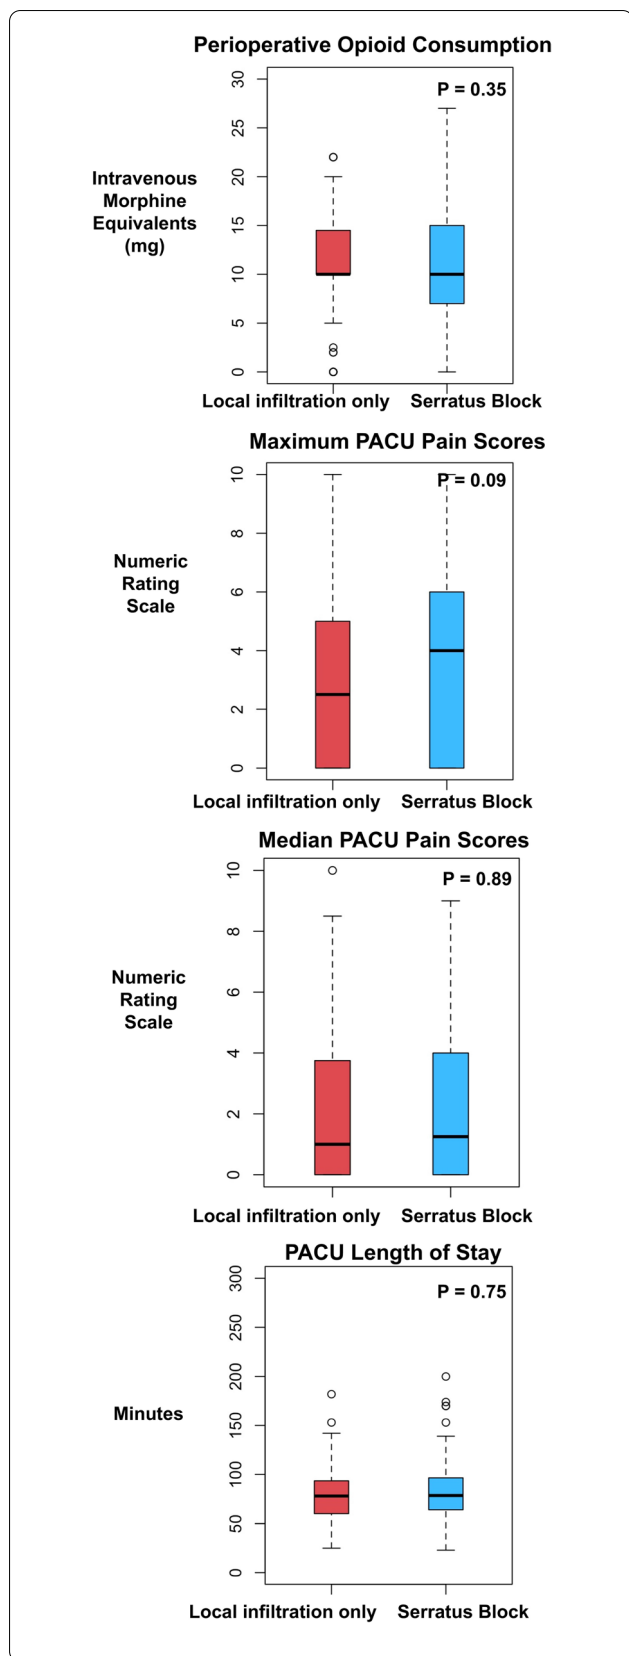 Perioperative Opioid Consumption
P = 0.35
30
25
20
15
10
5
0
Intravenous
Morphine
Equivalents
(mg)
Local infiltration only Serratus Block
Maximum PACU Pain Scores
P = 0.09
10
8
6
4
2
0
Numeric
Rating
Scale
Local infiltration only Serratus Block
Median PACU Pain Scores
P = 0.89
10
8
6
4
2
0
Numeric
Rating
Scale
Local infiltration only Serratus Block
PACU Length of Stay
P = 0.75
300
250
200
150
100
50
0
Minutes
Local infiltration only Serratus Block